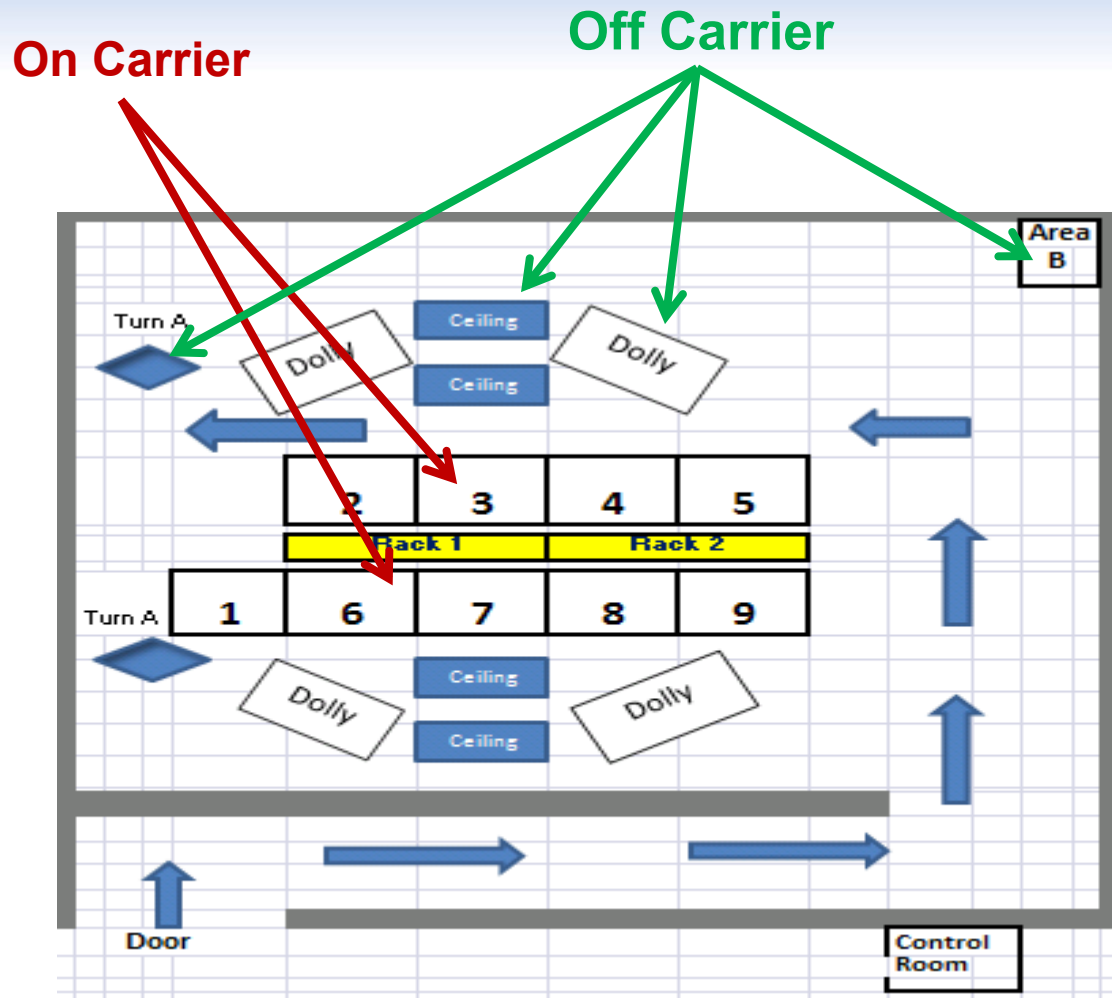 Off Carrier
On Carrier
Area
B
Turn A
Dolly
Ceiling
Dolly
Ceiling
2
3
4
5
Rack 1
Rack 2
Turn A
1
6
7
8
9
Dolly
Ceiling
Dolly
Ceiling
Door
Control
Room